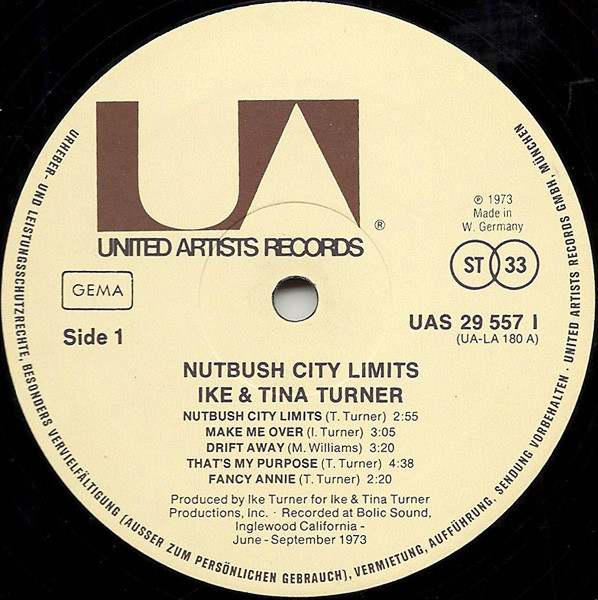 UA
®
UNITED ARTISTS RECORDS
℗ 1973
Made in
W. Germany
ST 33
GEMA
Side 1
UAS 29 557 I
(UA-LA 180 A)
NUTBUSH CITY LIMITS
IKE & TINA TURNER
NUTBUSH CITY LIMITS (T. Turner) 2:55
MAKE ME OVER (I. Turner) 3:05
DRIFT AWAY (M. Williams) 3:20
THAT'S MY PURPOSE (T. Turner) 4:38
FANCY ANNIE (T. Turner) 2:20
Produced by Ike Turner for Ike & Tina Turner
Productions, Inc. · Recorded at Bolic Sound,
Inglewood California -
June - September 1973
URHEBER- UND LEISTUNGSSCHUTZRECHTE, BESONDERS VERVIELFÄLTIGUNG (AUSSER ZUM PERSÖNLICHEN GEBRAUCH), VERMIETUNG, AUFFÜHRUNG, SENDUNG VORBEHALTEN · UNITED ARTISTS RECORDS GMBH, MÜNCHEN